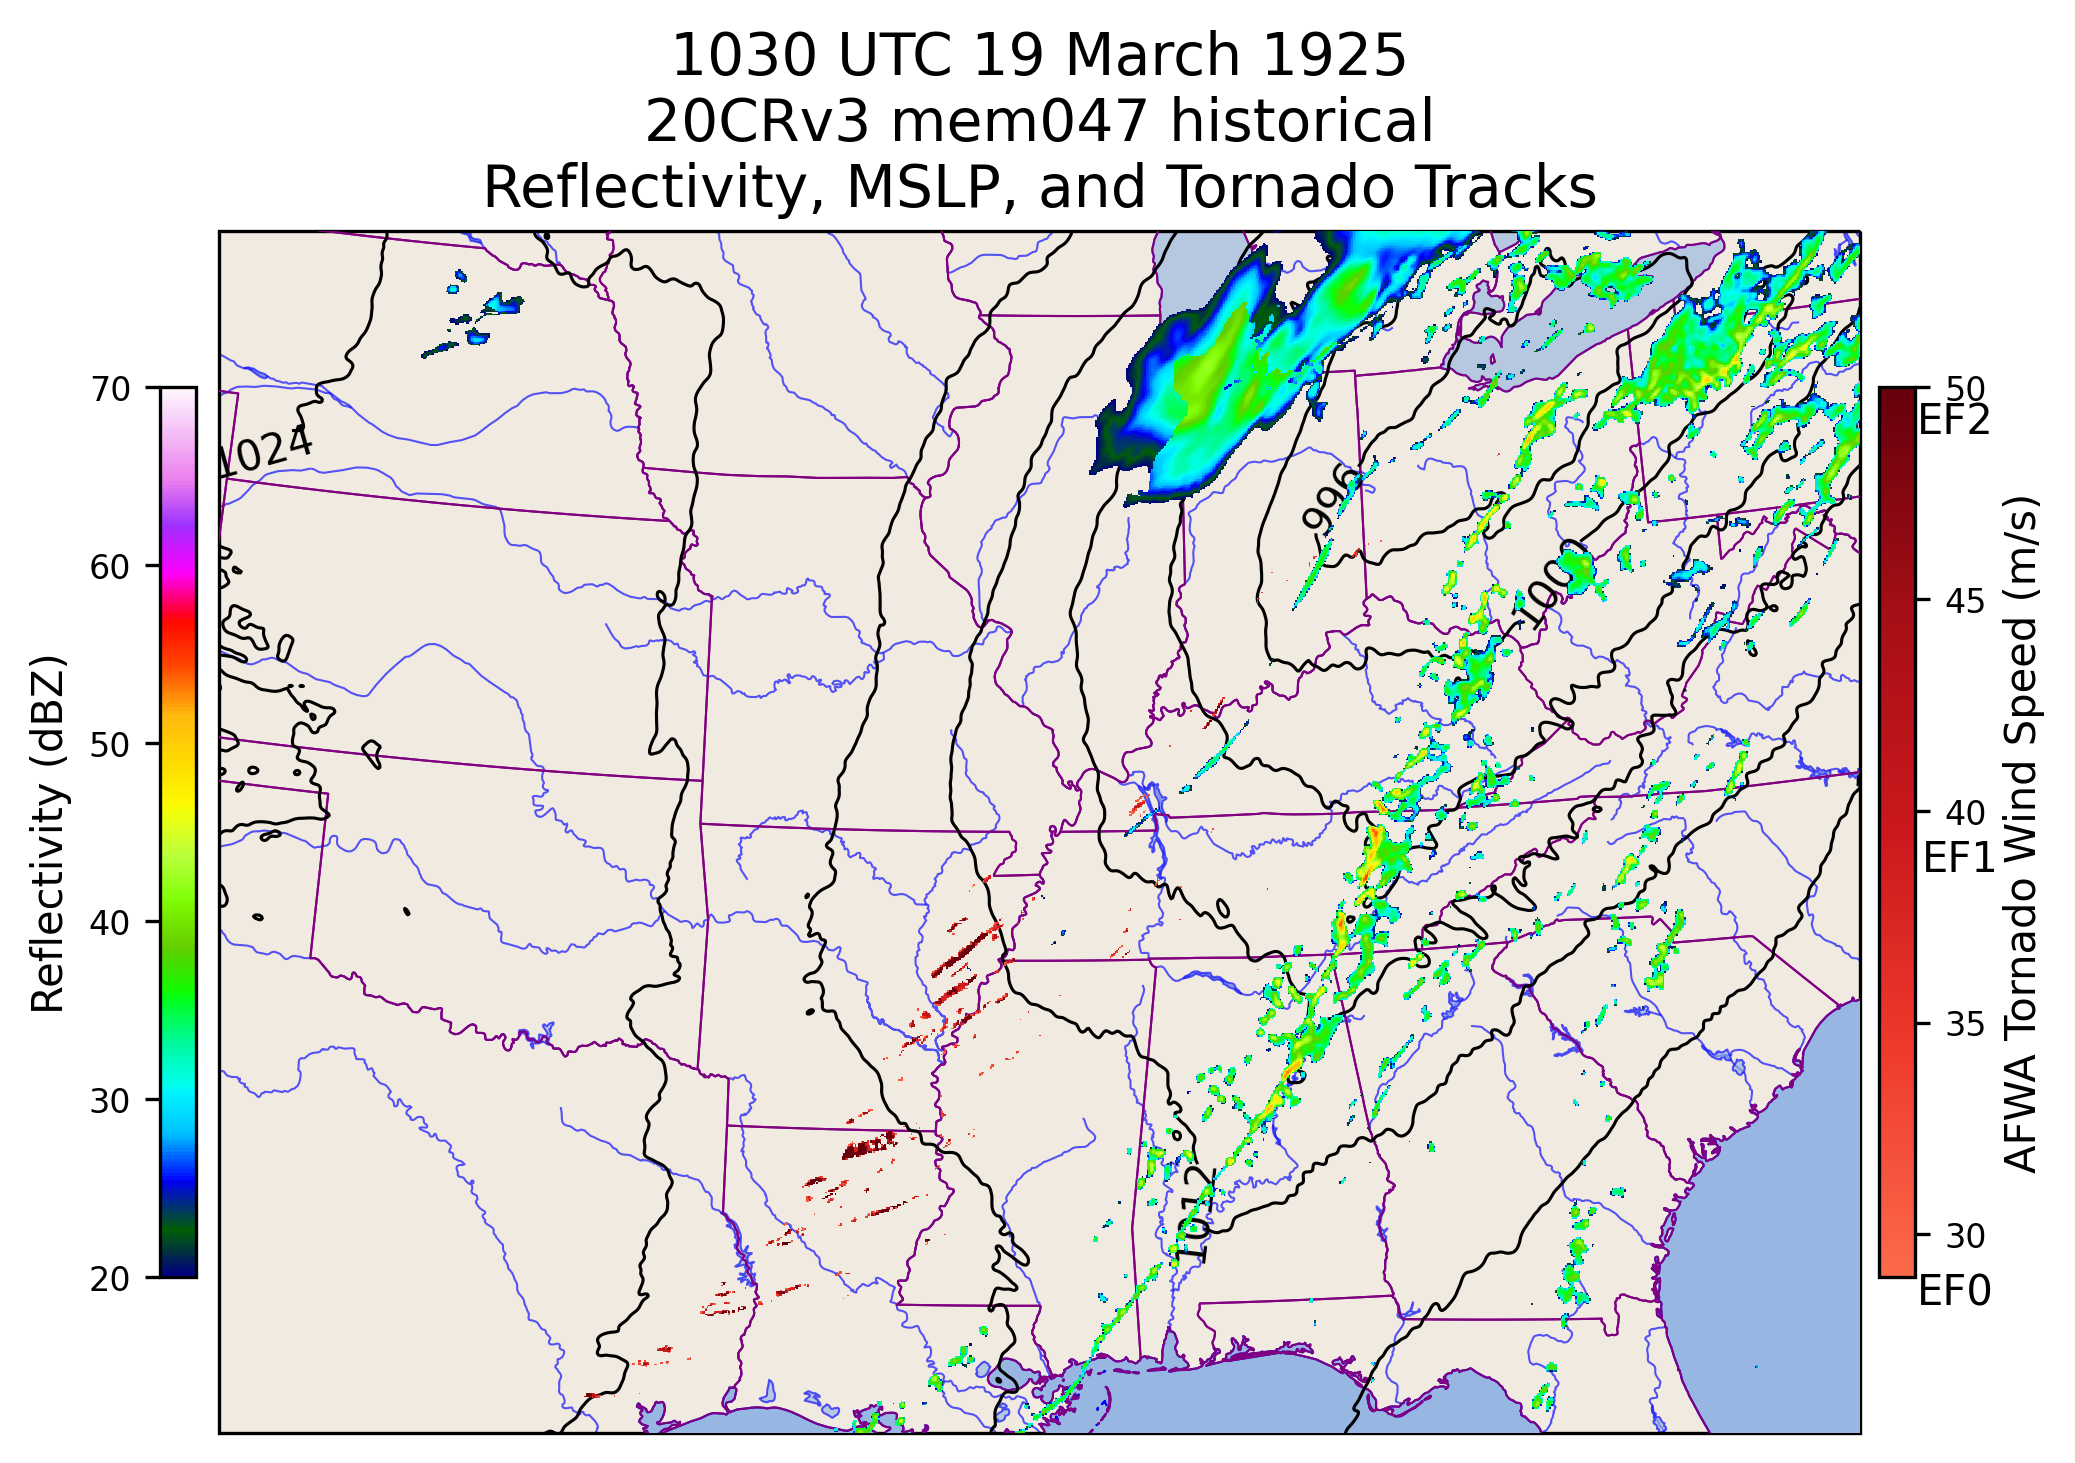 1030 UTC 19 March 1925
20CRv3 mem047 historical
Reflectivity, MSLP, and Tornado Tracks
70
60
50
40
30
20
Reflectivity (dBZ)
1024
996
1000
1012
50
EF2
45
40
EF1
35
30
EF0
AFWA Tornado Wind Speed (m/s)